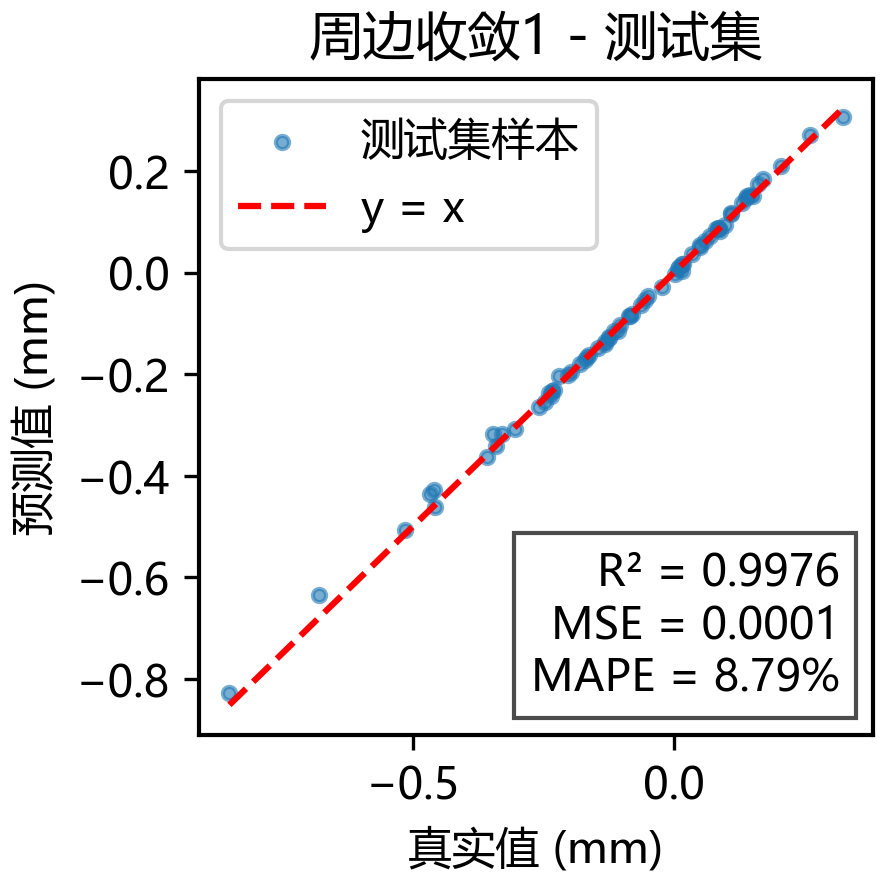 周边收敛1 - 测试集
测试集样本
y = x
预测值 (mm)
0.2
0.0
−0.2
−0.4
−0.6
−0.8
R² = 0.9976
MSE = 0.0001
MAPE = 8.79%
−0.5
0.0
真实值 (mm)